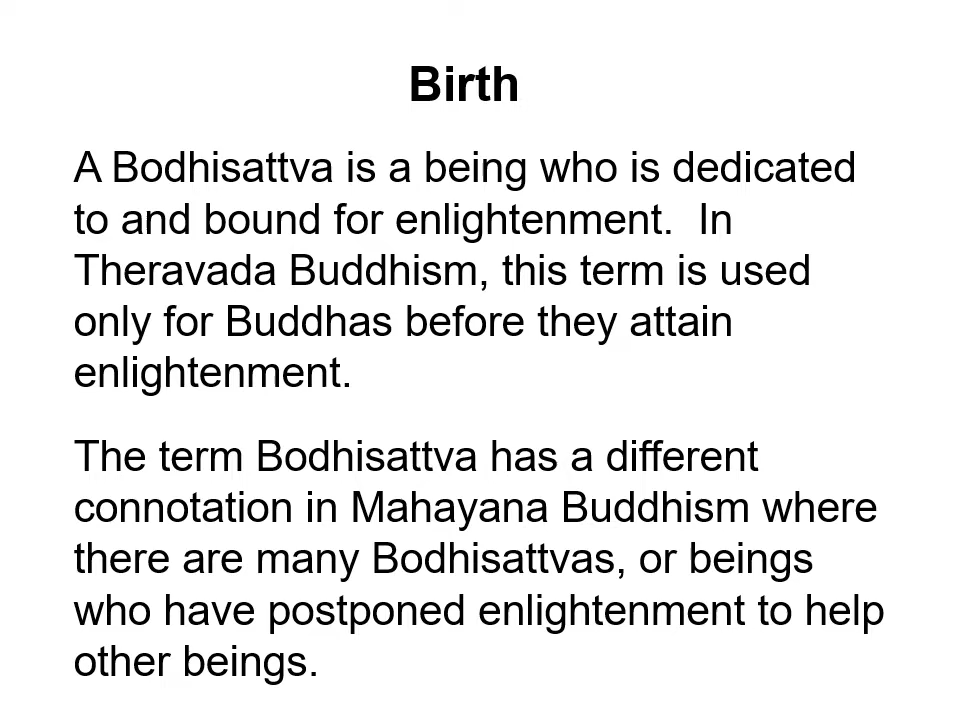 Birth
A Bodhisattva is a being who is dedicated
to and bound for enlightenment.  In
Theravada Buddhism, this term is used
only for Buddhas before they attain
enlightenment.
The term Bodhisattva has a different
connotation in Mahayana Buddhism where
there are many Bodhisattvas, or beings
who have postponed enlightenment to help
other beings.